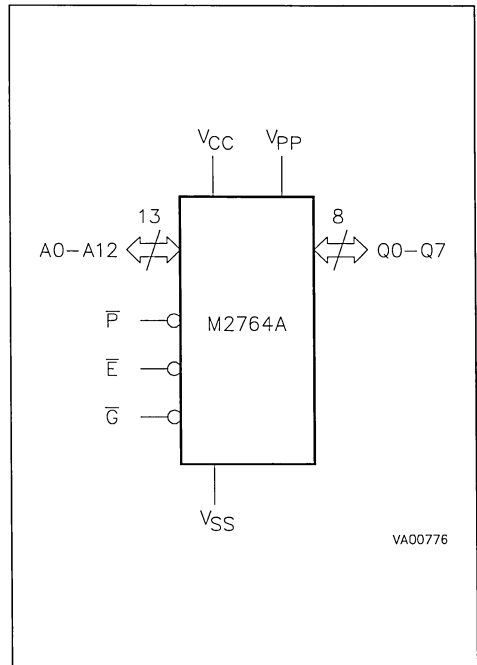 VCC VPP
13 8
A0-A12 Q0-Q7
P̅
M2764A
E̅
G̅
VSS
VA00776